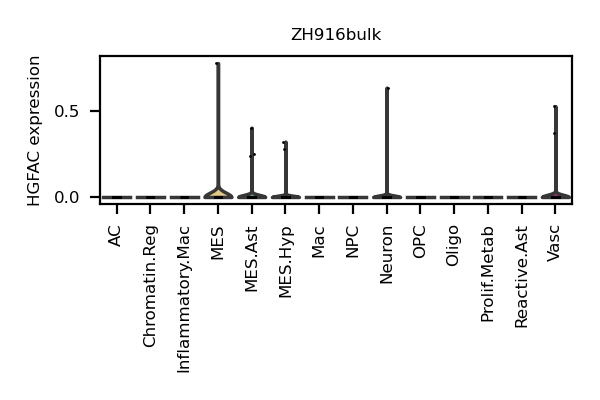 ZH916bulk
HGFAC expression
0.5
0.0
AC
Chromatin.Reg
Inflammatory.Mac
MES
MES.Ast
MES.Hyp
Mac
NPC
Neuron
OPC
Oligo
Prolif.Metab
Reactive.Ast
Vasc